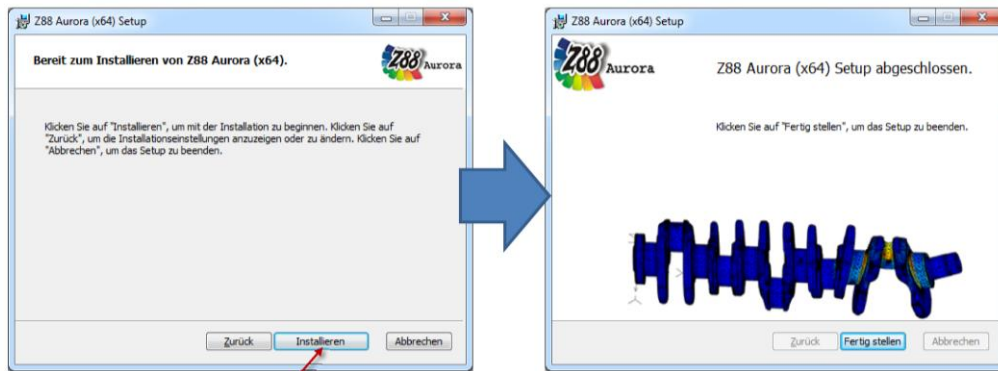 Z88 Aurora (x64) Setup
Bereit zum Installieren von Z88 Aurora (x64).
Z88 Aurora
Klicken Sie auf "Installieren", um mit der Installation zu beginnen. Klicken Sie auf
"Zurück", um die Installationseinstellungen anzuzeigen oder zu ändern. Klicken Sie auf
"Abbrechen", um das Setup zu beenden.
Zurück Installieren Abbrechen
Z88 Aurora (x64) Setup
Z88 Aurora
Z88 Aurora (x64) Setup abgeschlossen.
Klicken Sie auf "Fertig stellen", um das Setup zu beenden.
Zurück Fertig stellen Abbrechen